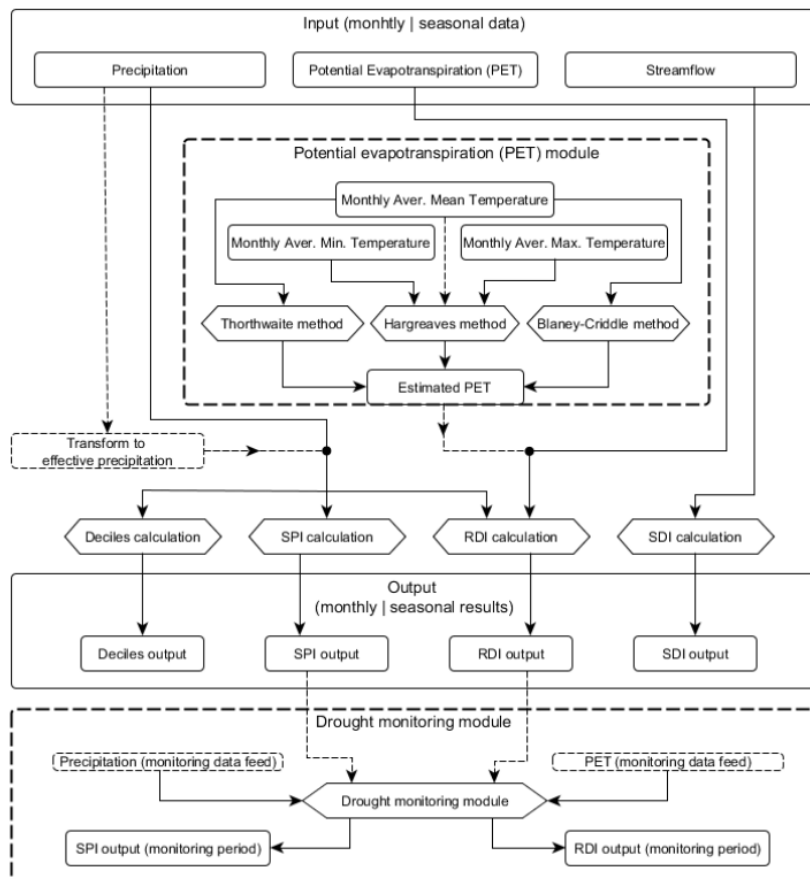 Input (monhtly | seasonal data)
Precipitation
Potential Evapotranspiration (PET)
Streamflow
Potential evapotranspiration (PET) module
Monthly Aver. Mean Temperature
Monthly Aver. Min. Temperature
Monthly Aver. Max. Temperature
Thorthwaite method
Hargreaves method
Blaney-Criddle method
Estimated PET
Transform to
effective precipitation
Deciles calculation
SPI calculation
RDI calculation
SDI calculation
Output
(monthly | seasonal results)
Deciles output
SPI output
RDI output
SDI output
Drought monitoring module
Precipitation (monitoring data feed)
PET (monitoring data feed)
Drought monitoring module
SPI output (monitoring period)
RDI output (monitoring period)